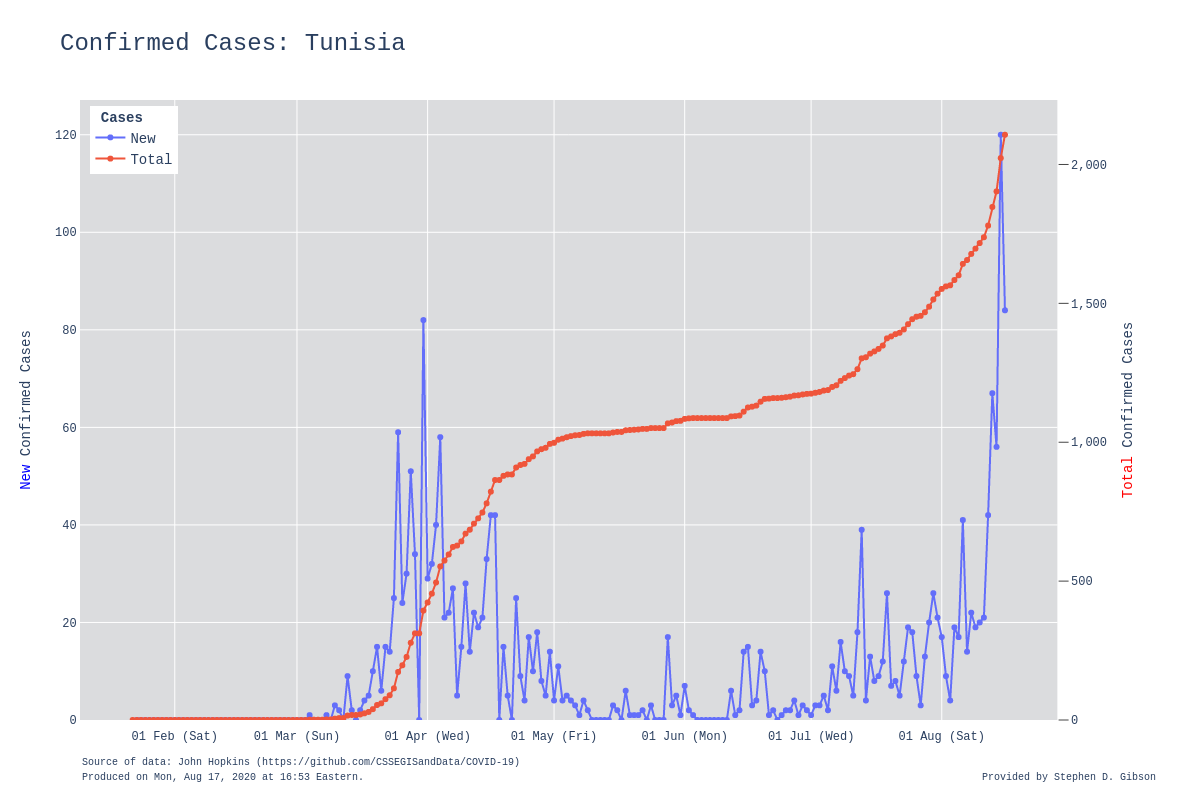 Confirmed Cases: Tunisia
Cases
New
Total
120
100
80
60
40
20
0
2,000
1,500
1,000
500
0
New Confirmed Cases
Total Confirmed Cases
01 Feb (Sat) 01 Mar (Sun) 01 Apr (Wed) 01 May (Fri) 01 Jun (Mon) 01 Jul (Wed) 01 Aug (Sat)
Source of data: John Hopkins (https://github.com/CSSEGISandData/COVID-19)
Produced on Mon, Aug 17, 2020 at 16:53 Eastern.
Provided by Stephen D. Gibson